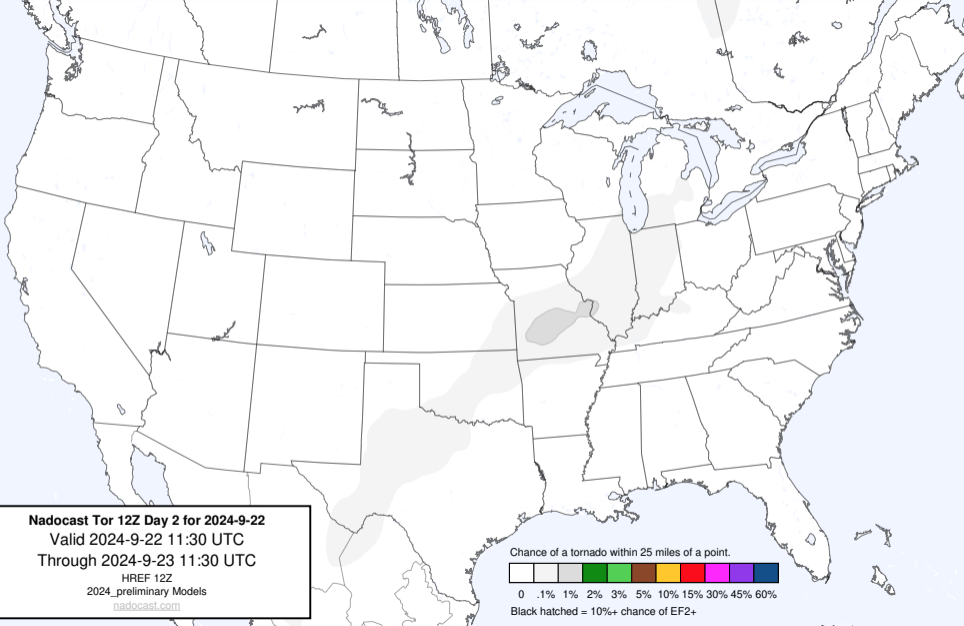 Nadocast Tor 12Z Day 2 for 2024-9-22
Valid 2024-9-22 11:30 UTC
Through 2024-9-23 11:30 UTC
HREF 12Z
2024_preliminary Models
nadocast.com
Chance of a tornado within 25 miles of a point.
0 .1% 1% 2% 3% 5% 10% 15% 30% 45% 60%
Black hatched = 10%+ chance of EF2+